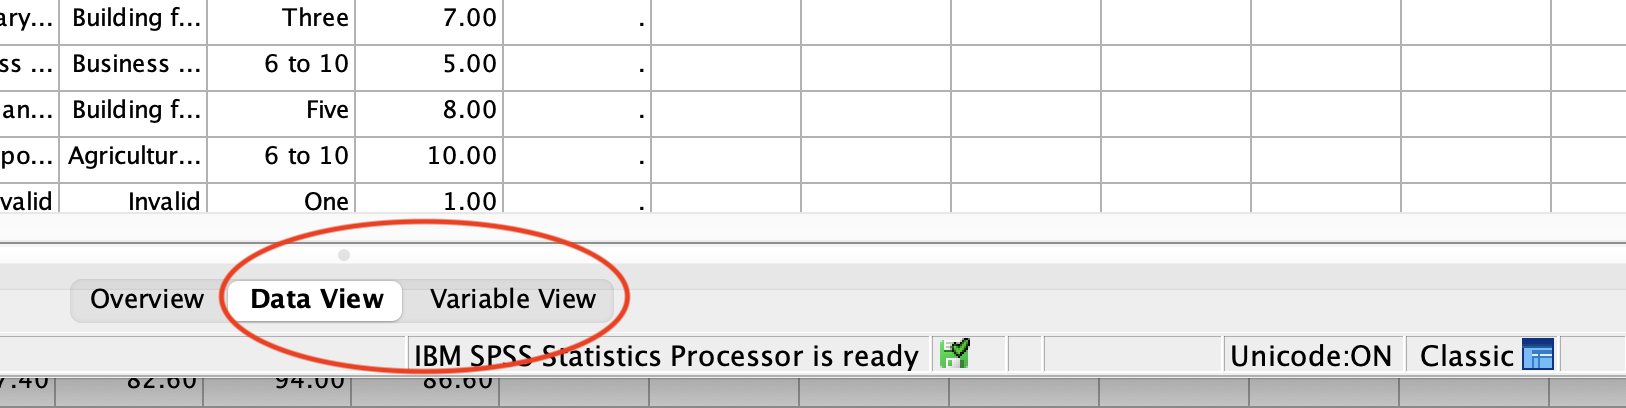 ary... Building f... Three 7.00 .
ss ... Business ... 6 to 10 5.00 .
an... Building f... Five 8.00 .
po... Agricultur... 6 to 10 10.00 .
valid Invalid One 1.00 .
Overview Data View Variable View
IBM SPSS Statistics Processor is ready Unicode:ON Classic
7.40 82.60 94.00 86.60